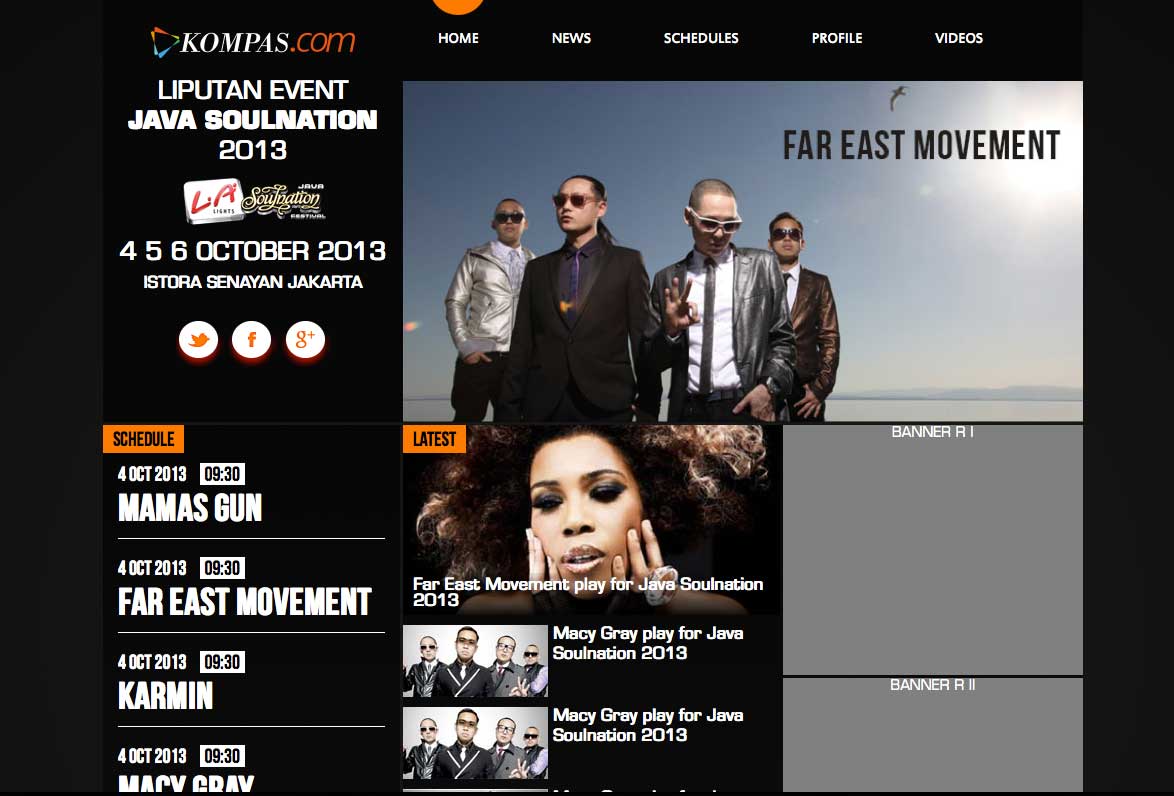 KOMPAS.com
HOME
NEWS
SCHEDULES
PROFILE
VIDEOS
LIPUTAN EVENT
JAVA SOULNATION
2013
L.A
LIGHTS
JAVA
Soulnation
FESTIVAL
4 5 6 OCTOBER 2013
ISTORA SENAYAN JAKARTA
f
g+
FAR EAST MOVEMENT
SCHEDULE
4 OCT 2013 09:30
MAMAS GUN
4 OCT 2013 09:30
FAR EAST MOVEMENT
4 OCT 2013 09:30
KARMIN
4 OCT 2013 09:30
MACY GRAY
LATEST
Far East Movement play for Java Soulnation
2013
Macy Gray play for Java
Soulnation 2013
Macy Gray play for Java
Soulnation 2013
BANNER R I
BANNER R II